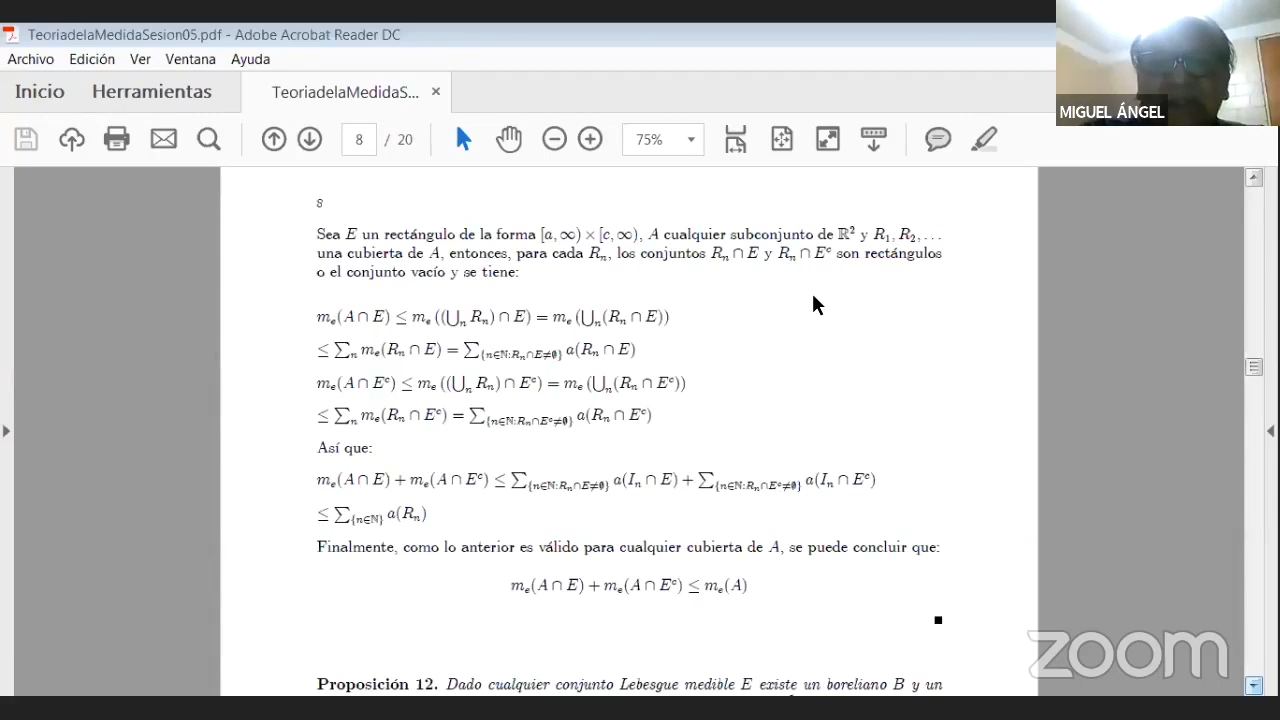 TeoriadelaMedidaSesion05.pdf - Adobe Acrobat Reader DC
Archivo Edición Ver Ventana Ayuda
Inicio Herramientas TeoriadelaMedidaS... ×
8 / 20 75%
MIGUEL ÁNGEL
8
Sea E un rectángulo de la forma [a, ∞) × [c, ∞), A cualquier subconjunto de ℝ² y R₁, R₂, . . .
una cubierta de A, entonces, para cada Rₙ, los conjuntos Rₙ ∩ E y Rₙ ∩ Eᶜ son rectángulos
o el conjunto vacío y se tiene:
mₑ(A ∩ E) ≤ mₑ ((⋃ₙ Rₙ) ∩ E) = mₑ (⋃ₙ(Rₙ ∩ E))
≤ ∑ₙ mₑ(Rₙ ∩ E) = ∑_{n∈ℕ:Rₙ∩E≠∅} a(Rₙ ∩ E)
mₑ(A ∩ Eᶜ) ≤ mₑ ((⋃ₙ Rₙ) ∩ Eᶜ) = mₑ (⋃ₙ(Rₙ ∩ Eᶜ))
≤ ∑ₙ mₑ(Rₙ ∩ Eᶜ) = ∑_{n∈ℕ:Rₙ∩Eᶜ≠∅} a(Rₙ ∩ Eᶜ)
Así que:
mₑ(A ∩ E) + mₑ(A ∩ Eᶜ) ≤ ∑_{n∈ℕ:Rₙ∩E≠∅} a(Iₙ ∩ E) + ∑_{n∈ℕ:Rₙ∩Eᶜ≠∅} a(Iₙ ∩ Eᶜ)
≤ ∑_{n∈ℕ} a(Rₙ)
Finalmente, como lo anterior es válido para cualquier cubierta de A, se puede concluir que:
mₑ(A ∩ E) + mₑ(A ∩ Eᶜ) ≤ mₑ(A)
■
Proposición 12. Dado cualquier conjunto Lebesgue medible E existe un boreliano B y un
zoom